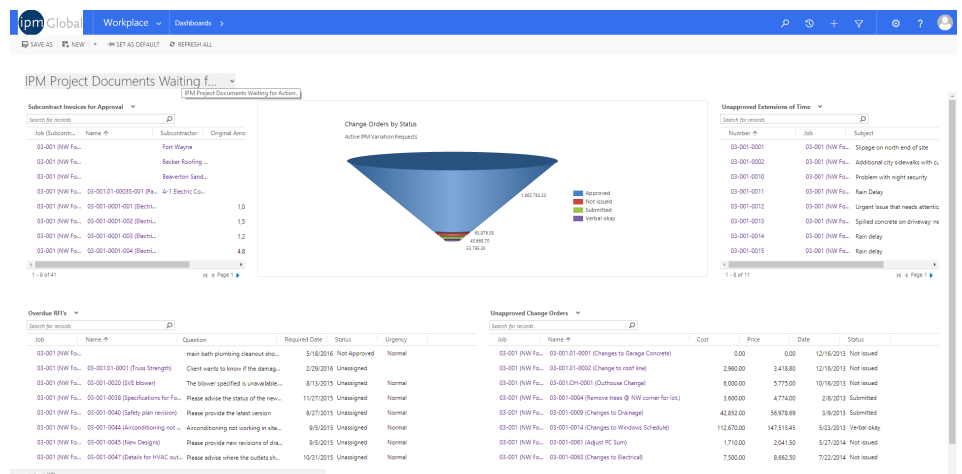 ipm Global Workplace Dashboards >
SAVE AS NEW SET AS DEFAULT REFRESH ALL
IPM Project Documents Waiting f...
IPM Project Documents Waiting for Action.
Subcontract Invoices for Approval
Search for records
Job (Subcontr... Name ↑ Subcontractor Original Amo
03-001 (NW Fo... Fort Wayne
03-001 (NW Fo... Becker Roofing ...
03-001 (NW Fo... Beaverton Sand...
03-001 (NW Fo... 03-001.01-0003S-001 (Pa... A-1 Electric Co...
03-001 (NW Fo... 03-001-0001-001 (Electri... 1,0
03-001 (NW Fo... 03-001-0001-002 (Electri... 1,5
03-001 (NW Fo... 03-001-0001-003 (Electri... 1,2
03-001 (NW Fo... 03-001-0001-004 (Electri... 4,8
1 - 8 of 41 Page 1
Change Orders by Status
Active IPM Variation Requests
1,862,785.55
65,976.08
45,668.70
33,795.30
Approved
Not issued
Submitted
Verbal okay
Unapproved Extensions of Time
Search for records
Number ↑ Job Subject
03-001-0001 03-001 (NW Fo... Slipage on north end of site
03-001-0002 03-001 (NW Fo... Additional city sidewalks with cu
03-001-0010 03-001 (NW Fo... Problem with night security
03-001-0011 03-001 (NW Fo... Rain Delay
03-001-0012 03-001 (NW Fo... Urgent Issue that needs attentic
03-001-0013 03-001 (NW Fo... Spilled concrete on driveway; ne
03-001-0014 03-001 (NW Fo... Rain delay
03-001-0015 03-001 (NW Fo... Rain delay
1 - 8 of 11 Page 1
Overdue RFI's
Search for records
Job Name ↑ Question Required Date Status Urgency
03-001 (NW Fo... main bath plumbing cleanout sho... 5/18/2016 Not Approved Normal
03-001 (NW Fo... 03-001.01-0001 (Truss Strength) Client wants to know if the damag... 2/29/2016 Unassigned
03-001 (NW Fo... 03-001-0020 (SVE blower) The blower specified is unavailable... 8/13/2015 Unassigned Normal
03-001 (NW Fo... 03-001-0038 (Specifications for Fo... Please advise the status of the new... 11/27/2015 Unassigned Normal
03-001 (NW Fo... 03-001-0040 (Safety plan revision) Please provide the latest version 8/27/2015 Unassigned Normal
03-001 (NW Fo... 03-001-0044 (Airconditioning not ... Airconditioning not working in site... 9/5/2015 Unassigned Normal
03-001 (NW Fo... 03-001-0045 (New Designs) Please provide new revisions of dra... 9/5/2015 Unassigned Normal
03-001 (NW Fo... 03-001-0047 (Details for HVAC out... Please advise where the outlets sh... 10/31/2015 Unassigned Normal
Unapproved Change Orders
Search for records
Job Name ↑ Cost Price Date Status
03-001 (NW Fo... 03-001.01-0001 (Changes to Garage Concrete) 0.00 0.00 12/16/2013 Not issued
03-001 (NW Fo... 03-001.01-0002 (Change to roof line) 2,960.00 3,418.80 12/16/2013 Not issued
03-001 (NW Fo... 03-001.OH-0001 (Outhouse Change) 6,000.00 5,775.00 10/16/2013 Not issued
03-001 (NW Fo... 03-001-0004 (Remove trees @ NW corner for lot.) 3,600.00 4,774.00 2/8/2013 Submitted
03-001 (NW Fo... 03-001-0009 (Changes to Drainage) 42,852.00 56,978.69 3/9/2013 Submitted
03-001 (NW Fo... 03-001-0014 (Changes to Windows Schedule) 112,670.00 147,515.45 5/23/2013 Verbal okay
03-001 (NW Fo... 03-001-0061 (Adjust PC Sum) 1,710.00 2,041.50 5/27/2014 Not issued
03-001 (NW Fo... 03-001-0063 (Changes to Electrical) 7,500.00 8,662.50 7/22/2014 Not issued